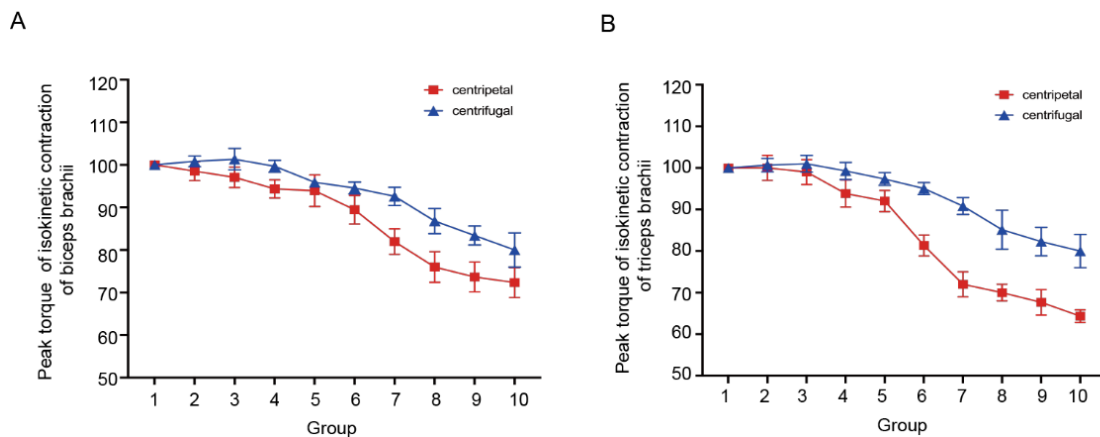 A
120
110
100
90
80
70
60
50
Peak torque of isokinetic contraction
of biceps brachii
centripetal
centrifugal
1 2 3 4 5 6 7 8 9 10
Group
B
120
110
100
90
80
70
60
50
Peak torque of isokinetic contraction
of triceps brachii
centripetal
centrifugal
1 2 3 4 5 6 7 8 9 10
Group